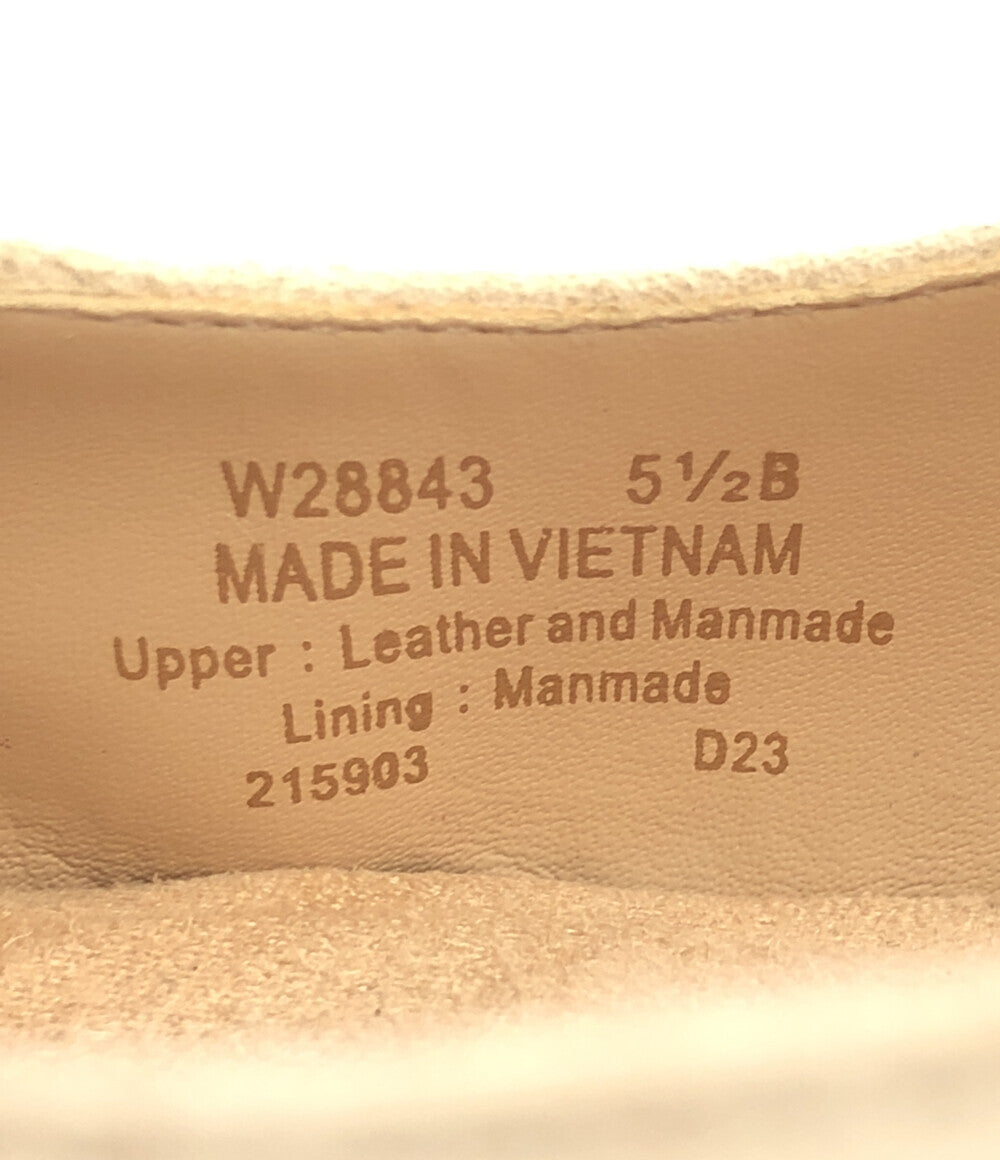 W28843 5½B
MADE IN VIETNAM
Upper : Leather and Manmade
Lining : Manmade
215903 D23